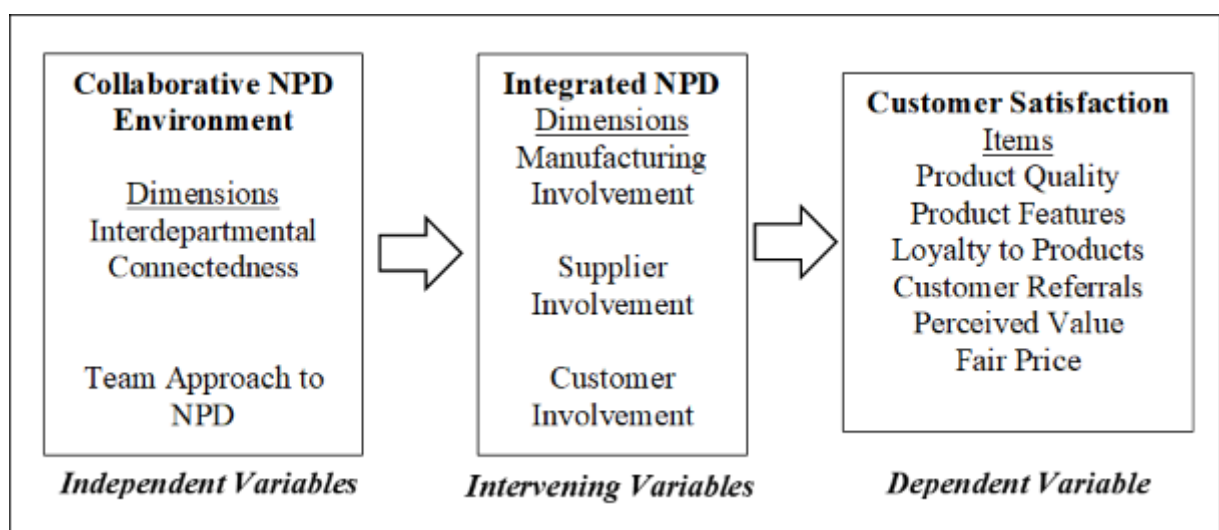 Collaborative NPD
Environment
Dimensions
Interdepartmental
Connectedness
Team Approach to
NPD
Independent Variables
Integrated NPD
Dimensions
Manufacturing
Involvement
Supplier
Involvement
Customer
Involvement
Intervening Variables
Customer Satisfaction
Items
Product Quality
Product Features
Loyalty to Products
Customer Referrals
Perceived Value
Fair Price
Dependent Variable